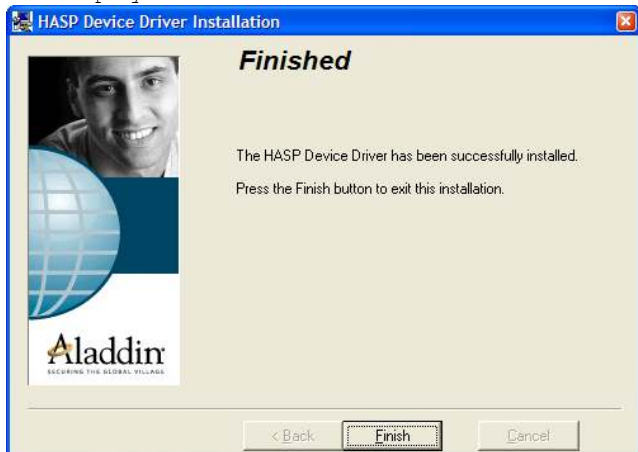 HASP Device Driver Installation
Finished
The HASP Device Driver has been successfully installed.
Press the Finish button to exit this installation.
Aladdin
SECURING THE GLOBAL VILLAGE
< Back
Finish
Cancel